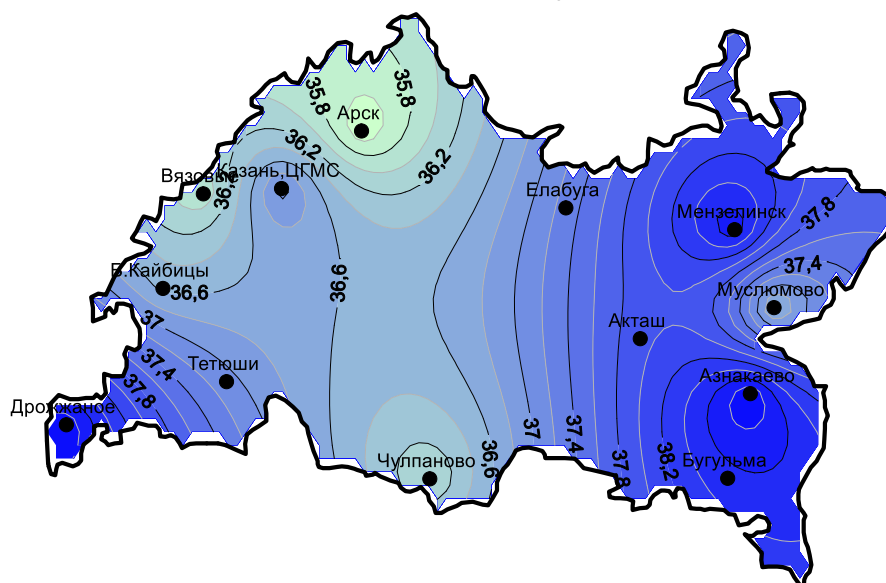 35,8
35,8
Арск
36,2
36,2
Казань,ЦГМС
Вязовые
Елабуга
Мензелинск
37,8
В.Кайбицы
37,4
36,6
36,6
Муслюмово
37
Акташ
37,4
Тетюши
Азнакаево
37,8
Дрожжаное
37
37,4
36,6
Чулпаново
37,8
38,2
Бугульма